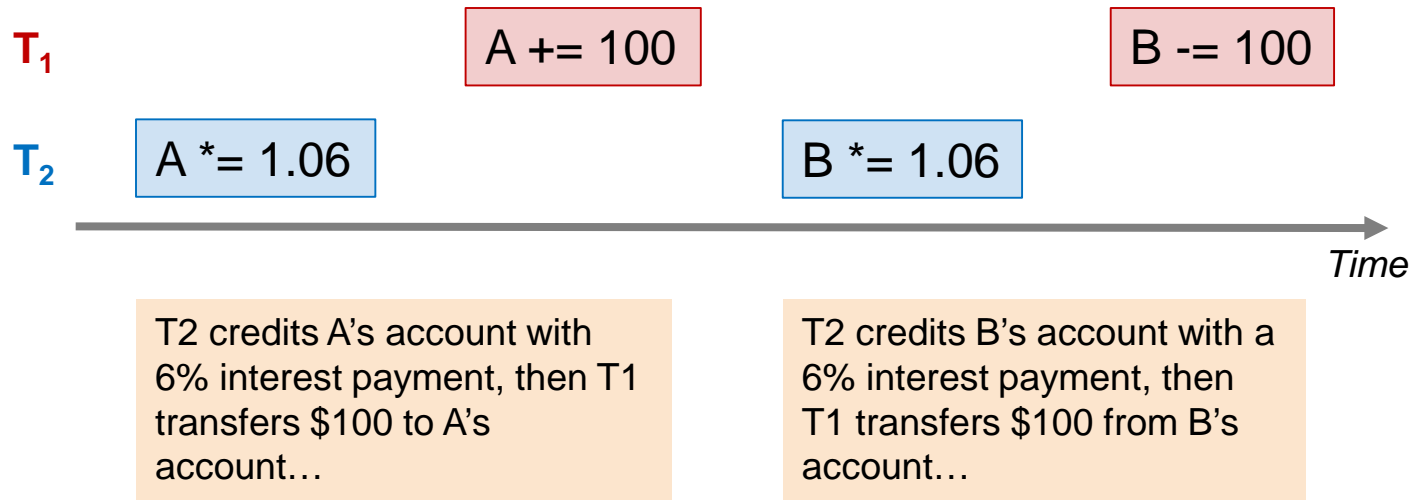 T1 A += 100 B -= 100
T2 A *= 1.06 B *= 1.06
Time
T2 credits A’s account with
6% interest payment, then T1
transfers $100 to A’s
account…
T2 credits B’s account with a
6% interest payment, then
T1 transfers $100 from B’s
account…